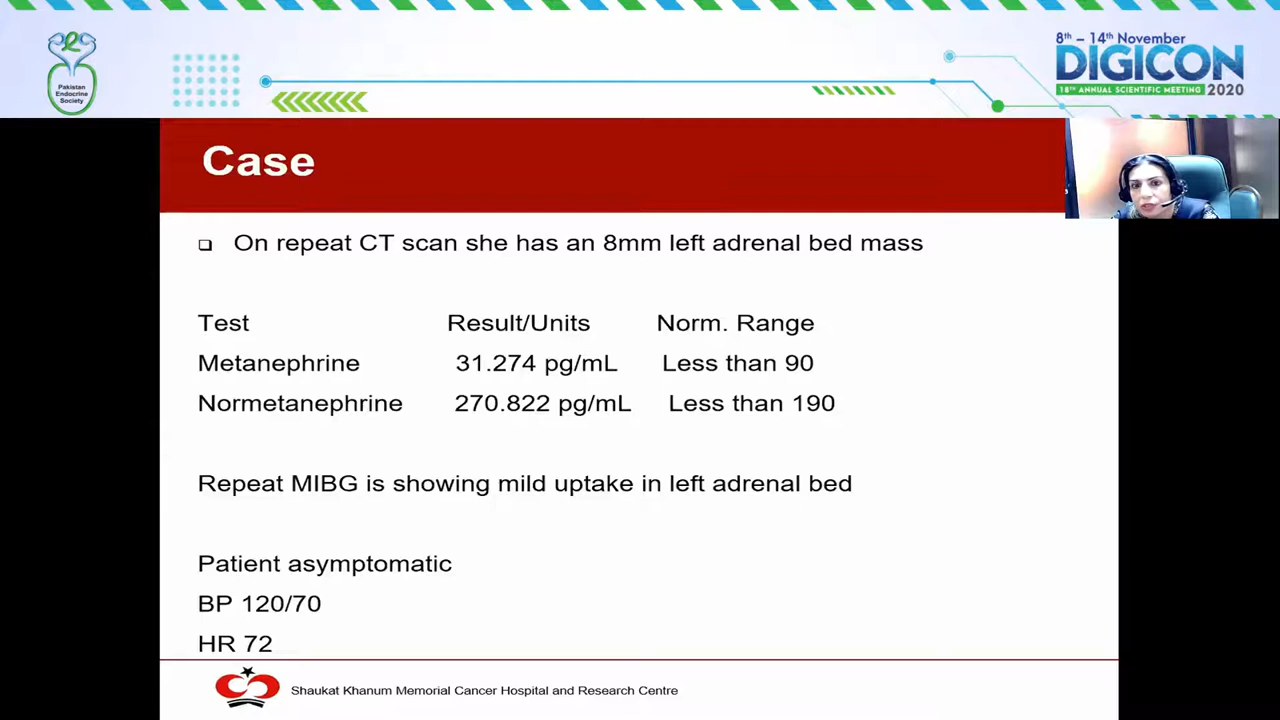 Pakistan
Endocrine
Society
8th – 14th November
DIGICON
18TH ANNUAL SCIENTIFIC MEETING 2020
Case
On repeat CT scan she has an 8mm left adrenal bed mass
Test Result/Units Norm. Range
Metanephrine 31.274 pg/mL Less than 90
Normetanephrine 270.822 pg/mL Less than 190
Repeat MIBG is showing mild uptake in left adrenal bed
Patient asymptomatic
BP 120/70
HR 72
Shaukat Khanum Memorial Cancer Hospital and Research Centre